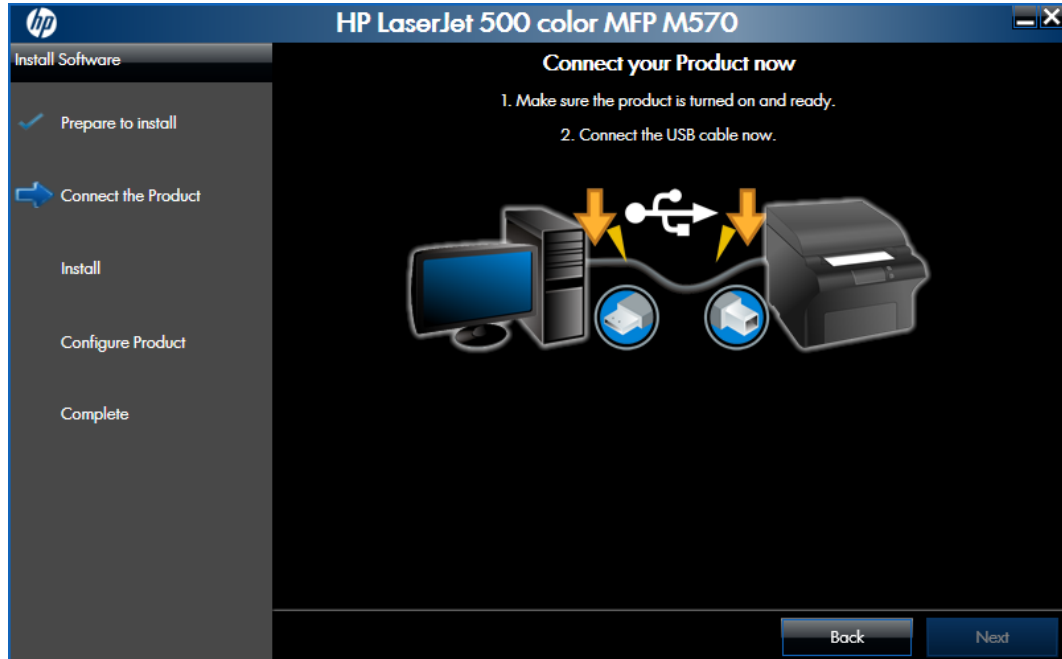 hp
HP LaserJet 500 color MFP M570
Install Software
Prepare to install
Connect the Product
Install
Configure Product
Complete
Connect your Product now
1. Make sure the product is turned on and ready.
2. Connect the USB cable now.
Back
Next